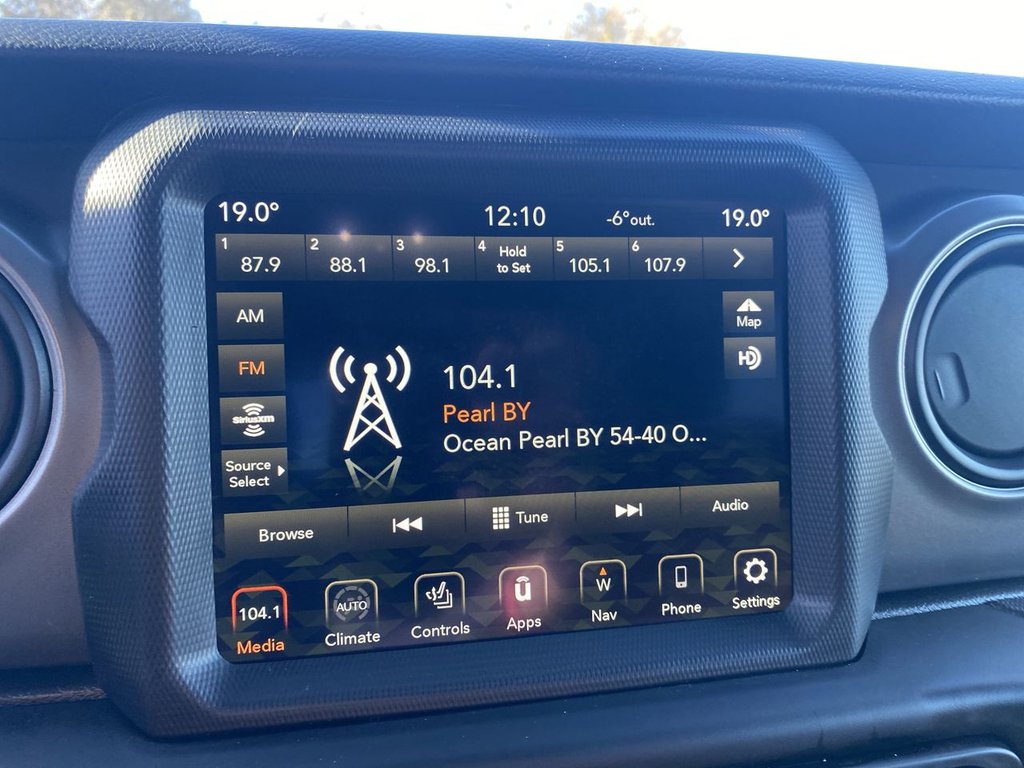 19.0° 12:10 -6°out. 19.0°
1 87.9 2 88.1 3 98.1 4 Hold to Set 5 105.1 6 107.9
AM
FM
SiriusXM
Source
Select
Map
HD
104.1
Pearl BY
Ocean Pearl BY 54-40 O...
Browse Tune Audio
104.1 AUTO û W
Media Climate Controls Apps Nav Phone Settings